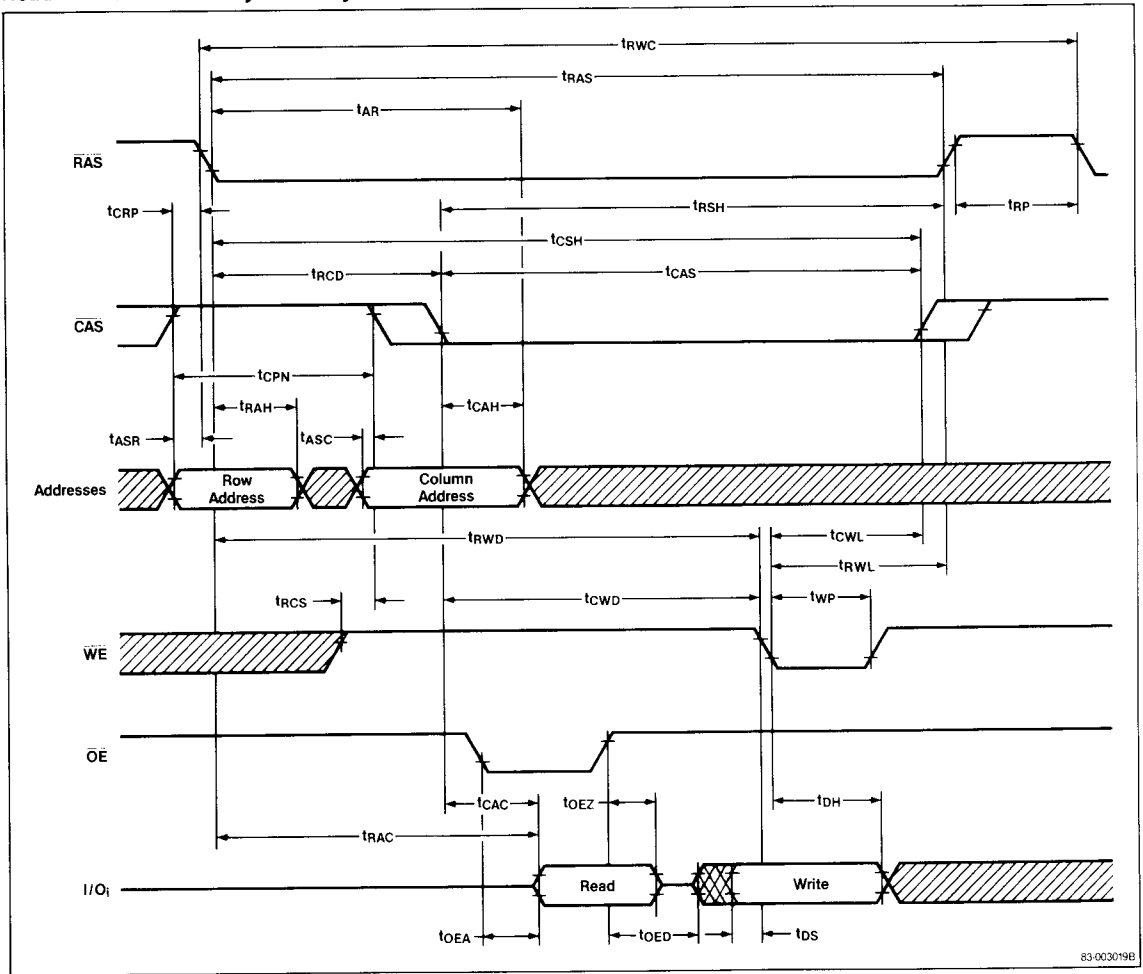 tRWC
tRAS
tAR
RAS
tCRP
tRSH
tRP
tCSH
tRCD
tCAS
CAS
tCPN
tRAH
tCAH
tASR
tASC
Addresses
Row
Address
Column
Address
tRWD
tCWL
tRWL
tRCS
tCWD
tWP
WE
OE
tCAC
tOEZ
tDH
tRAC
I/Oi
Read
Write
tOEA
tOED
tDS
83-003019B